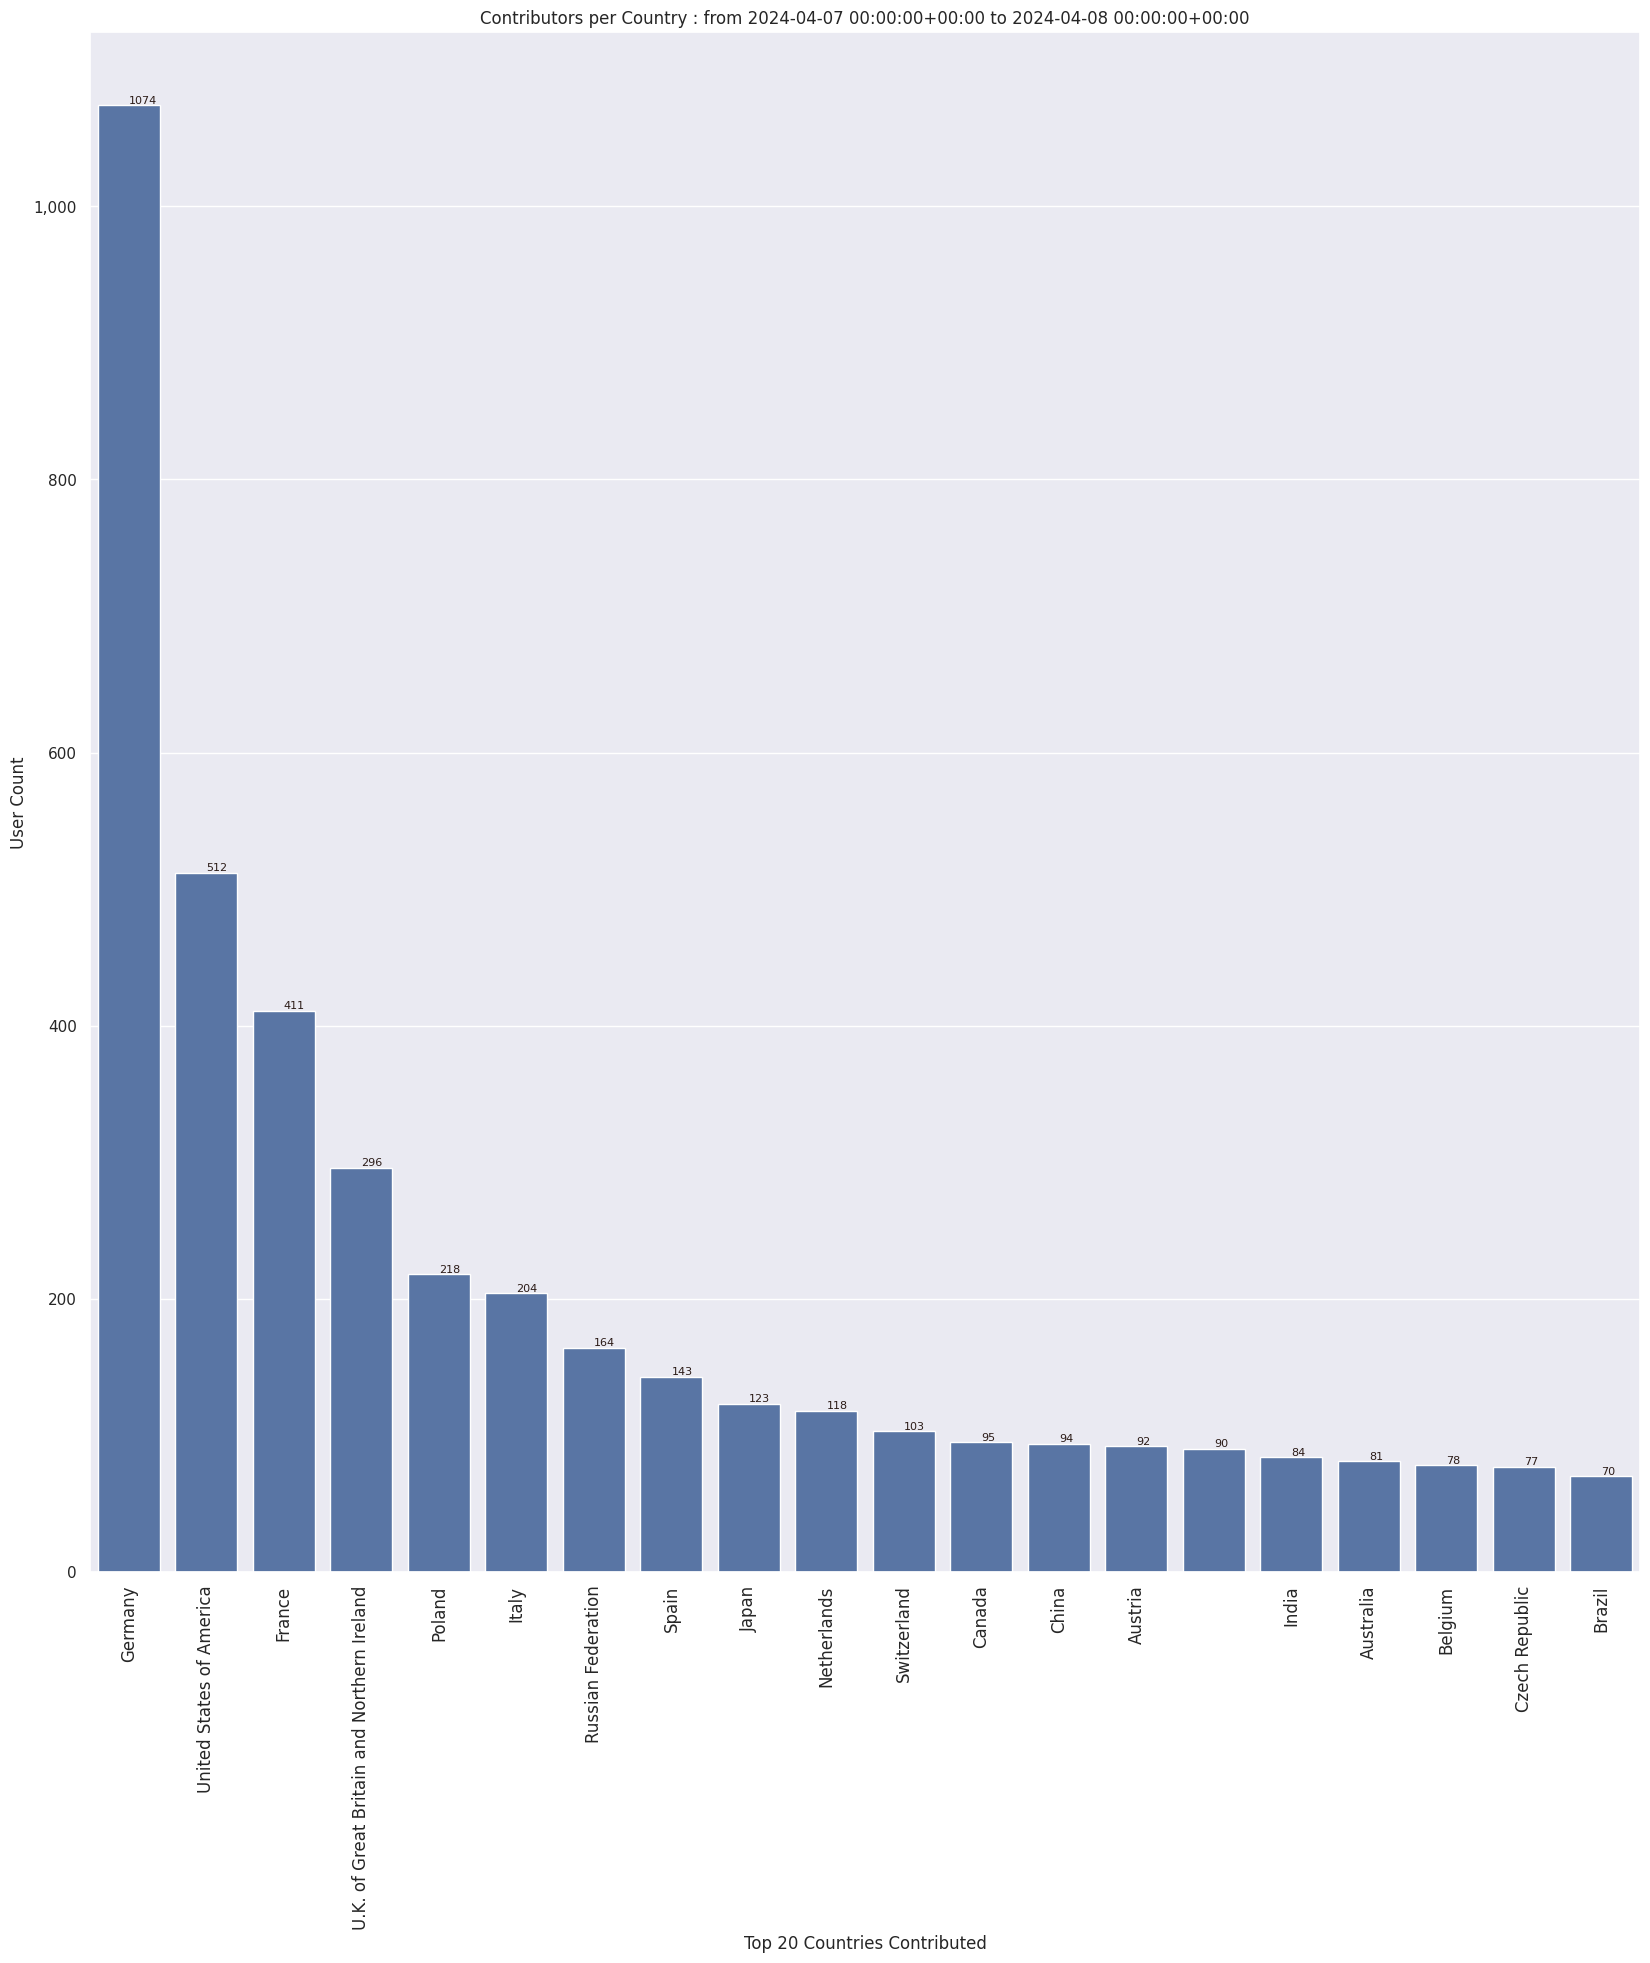 Contributors per Country : from 2024-04-07 00:00:00+00:00 to 2024-04-08 00:00:00+00:00
User Count
1,000
800
600
400
200
0
1074
512
411
296
218
204
164
143
123
118
103
95
94
92
90
84
81
78
77
70
Germany
United States of America
France
U.K. of Great Britain and Northern Ireland
Poland
Italy
Russian Federation
Spain
Japan
Netherlands
Switzerland
Canada
China
Austria
India
Australia
Belgium
Czech Republic
Brazil
Top 20 Countries Contributed